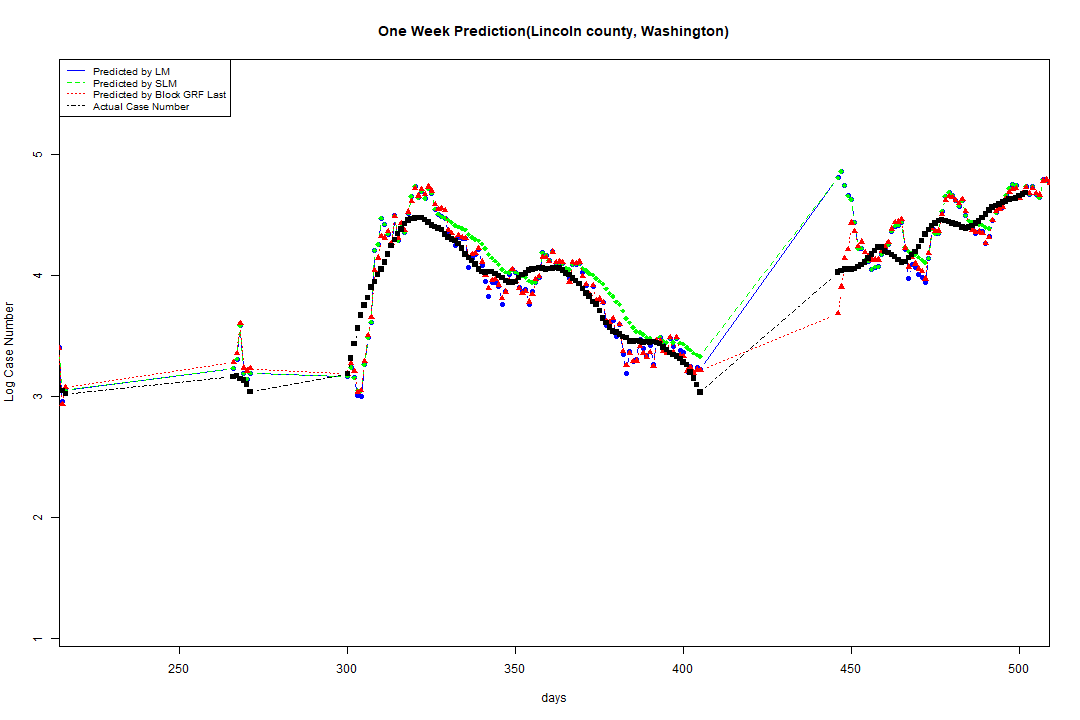 One Week Prediction(Lincoln county, Washington)
Predicted by LM
Predicted by SLM
Predicted by Block GRF Last
Actual Case Number
5
4
3
2
1
Log Case Number
250 300 350 400 450 500
days